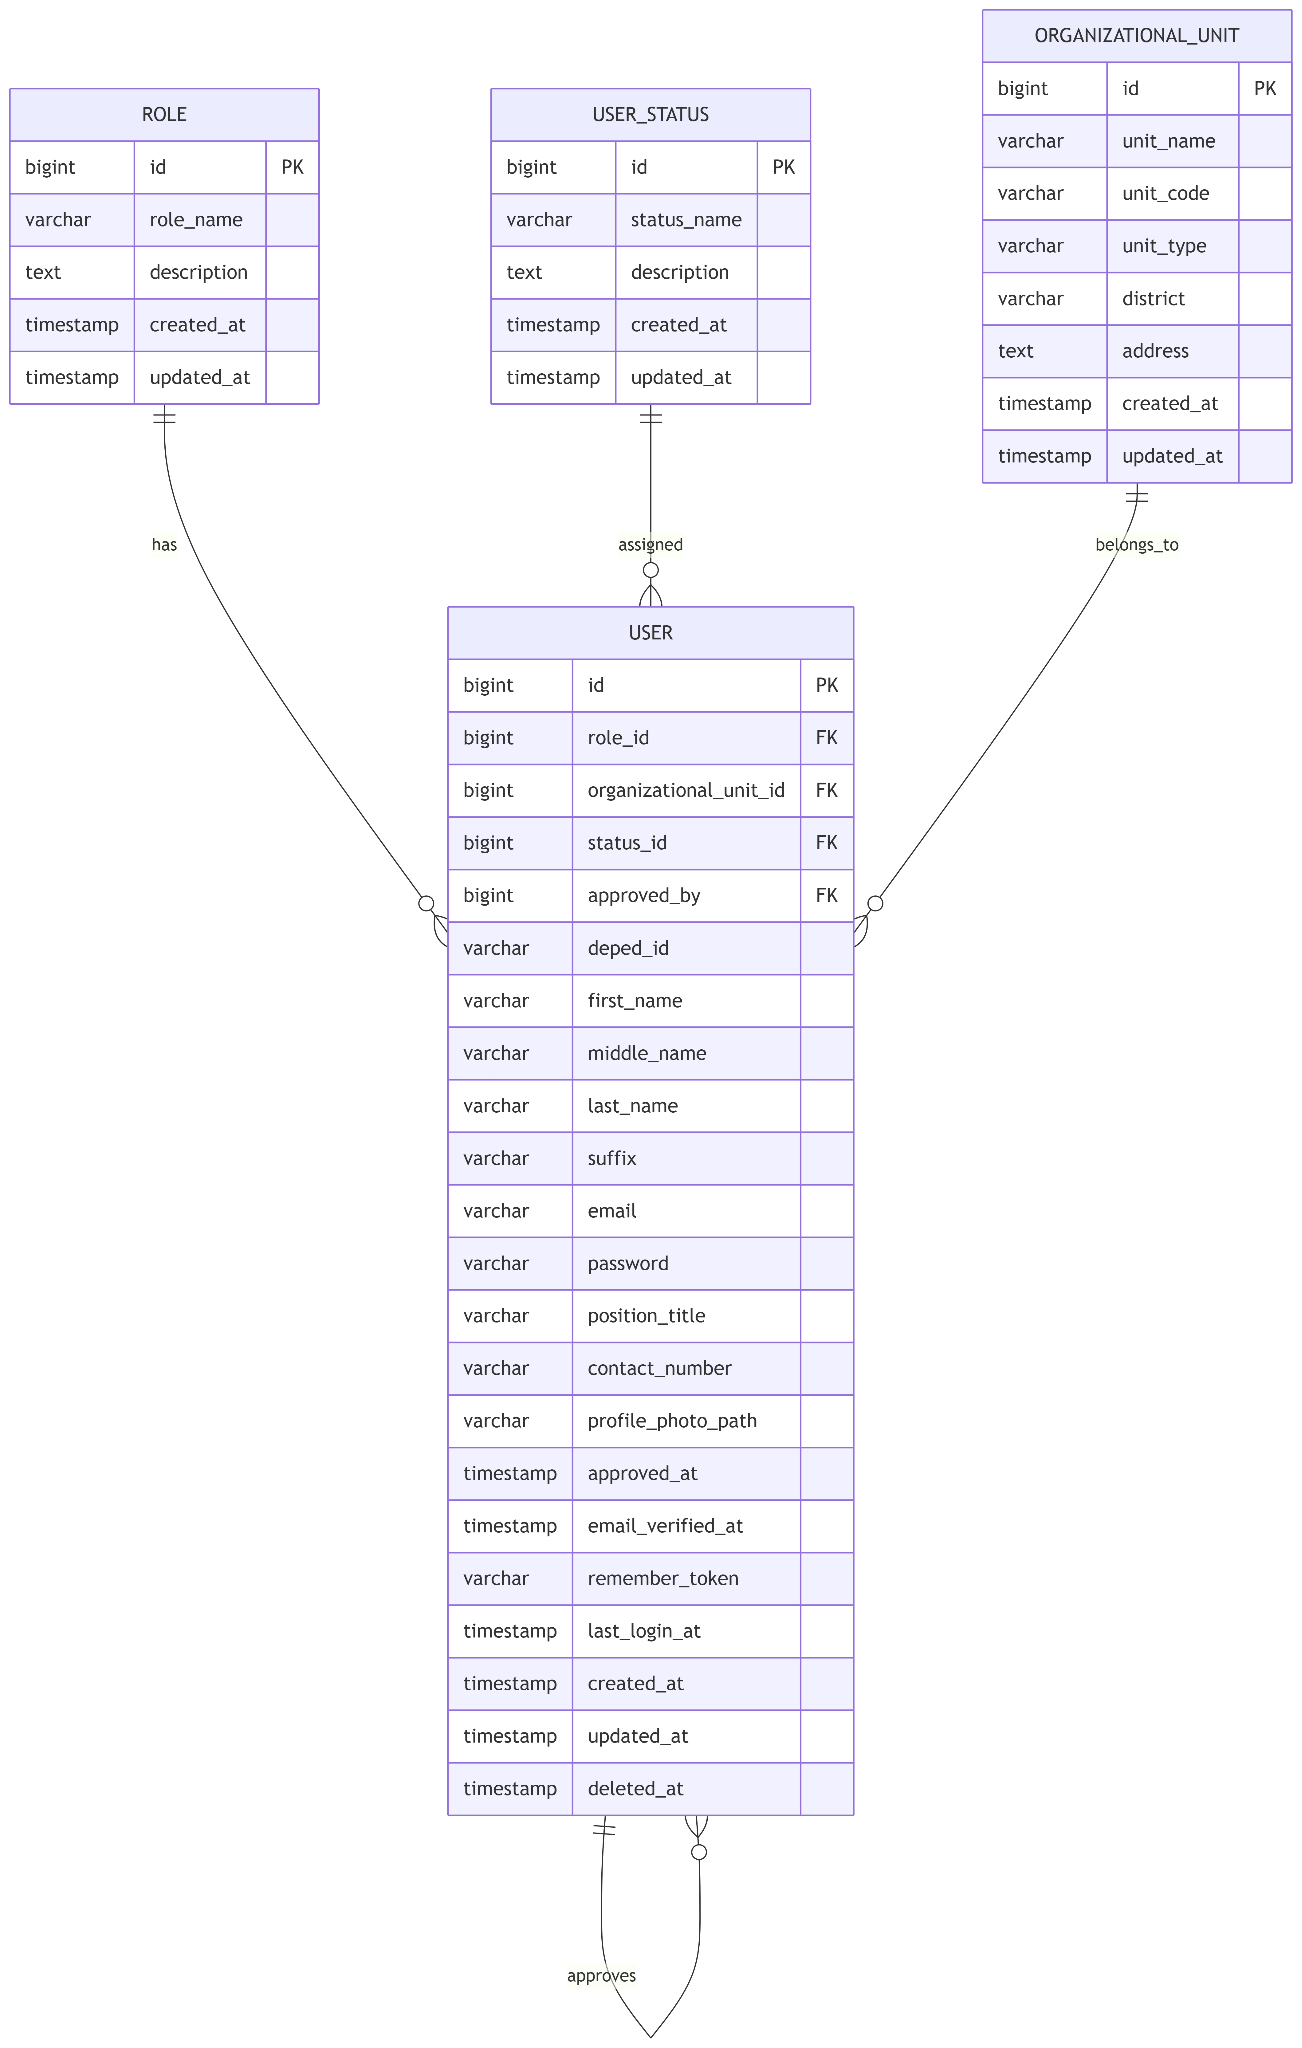 ROLE
bigint id PK
varchar role_name
text description
timestamp created_at
timestamp updated_at
USER_STATUS
bigint id PK
varchar status_name
text description
timestamp created_at
timestamp updated_at
ORGANIZATIONAL_UNIT
bigint id PK
varchar unit_name
varchar unit_code
varchar unit_type
varchar district
text address
timestamp created_at
timestamp updated_at
has
assigned
belongs_to
USER
bigint id PK
bigint role_id FK
bigint organizational_unit_id FK
bigint status_id FK
bigint approved_by FK
varchar deped_id
varchar first_name
varchar middle_name
varchar last_name
varchar suffix
varchar email
varchar password
varchar position_title
varchar contact_number
varchar profile_photo_path
timestamp approved_at
timestamp email_verified_at
varchar remember_token
timestamp last_login_at
timestamp created_at
timestamp updated_at
timestamp deleted_at
approves